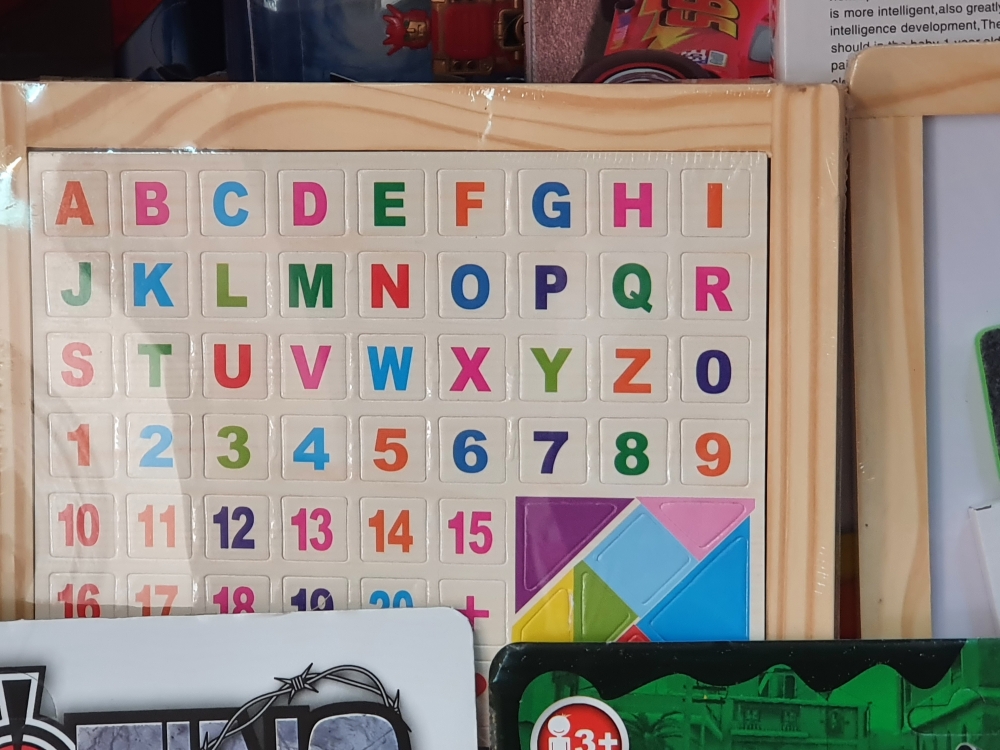 is more intelligent,also greatly
intelligence development,The
A B C D E F G H I
J K L M N O P Q R
S T U V W X Y Z 0
1 2 3 4 5 6 7 8 9
10 11 12 13 14 15
16 17 18 19 20 +
3+